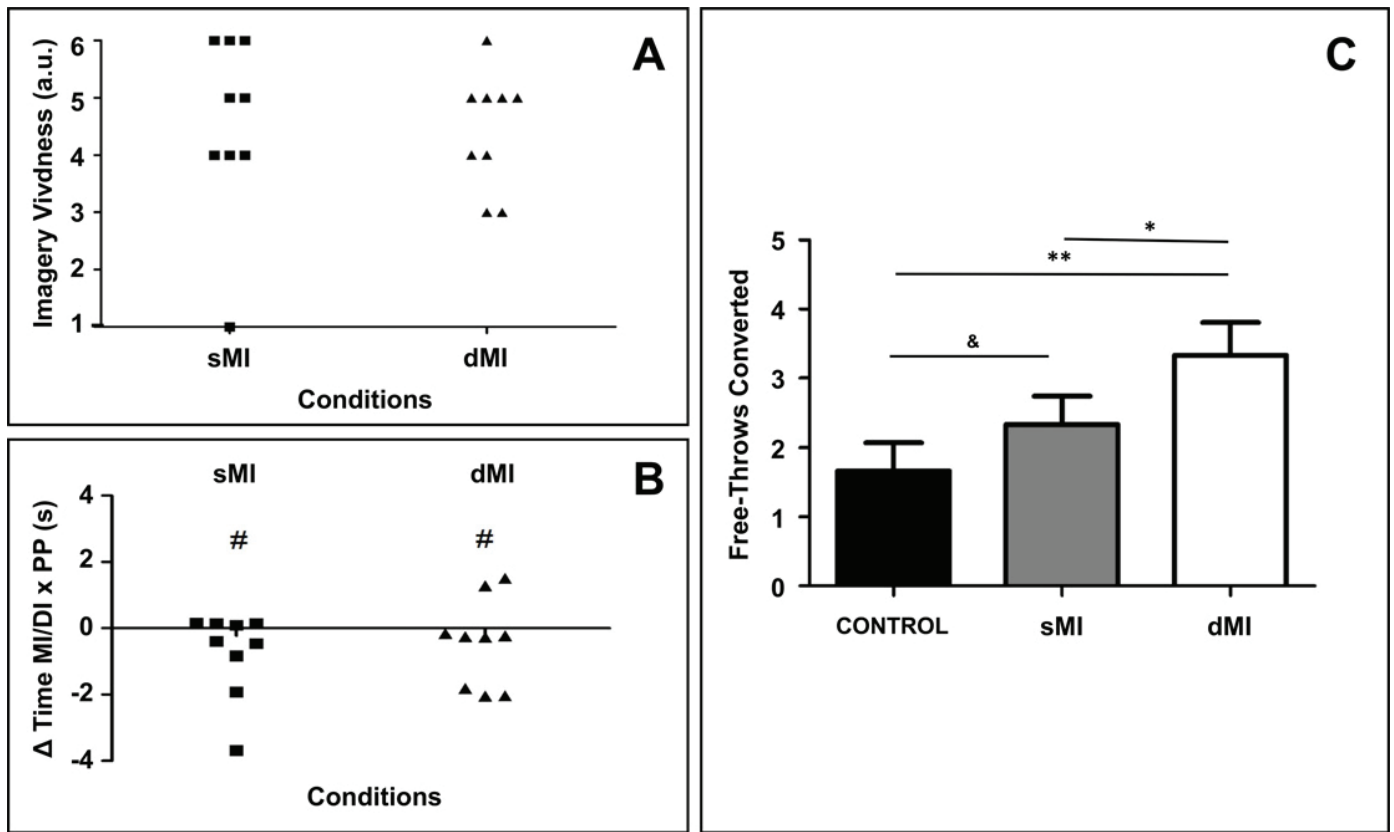 A
Imagery Vivdness (a.u.)
6
5
4
3
2
1
sMI dMI
Conditions
B
sMI dMI
Δ Time MI/DI x PP (s)
4
# #
2
0
-2
-4
Conditions
C
Free-Throws Converted
*
5
**
4
&
3
2
1
0
CONTROL sMI dMI